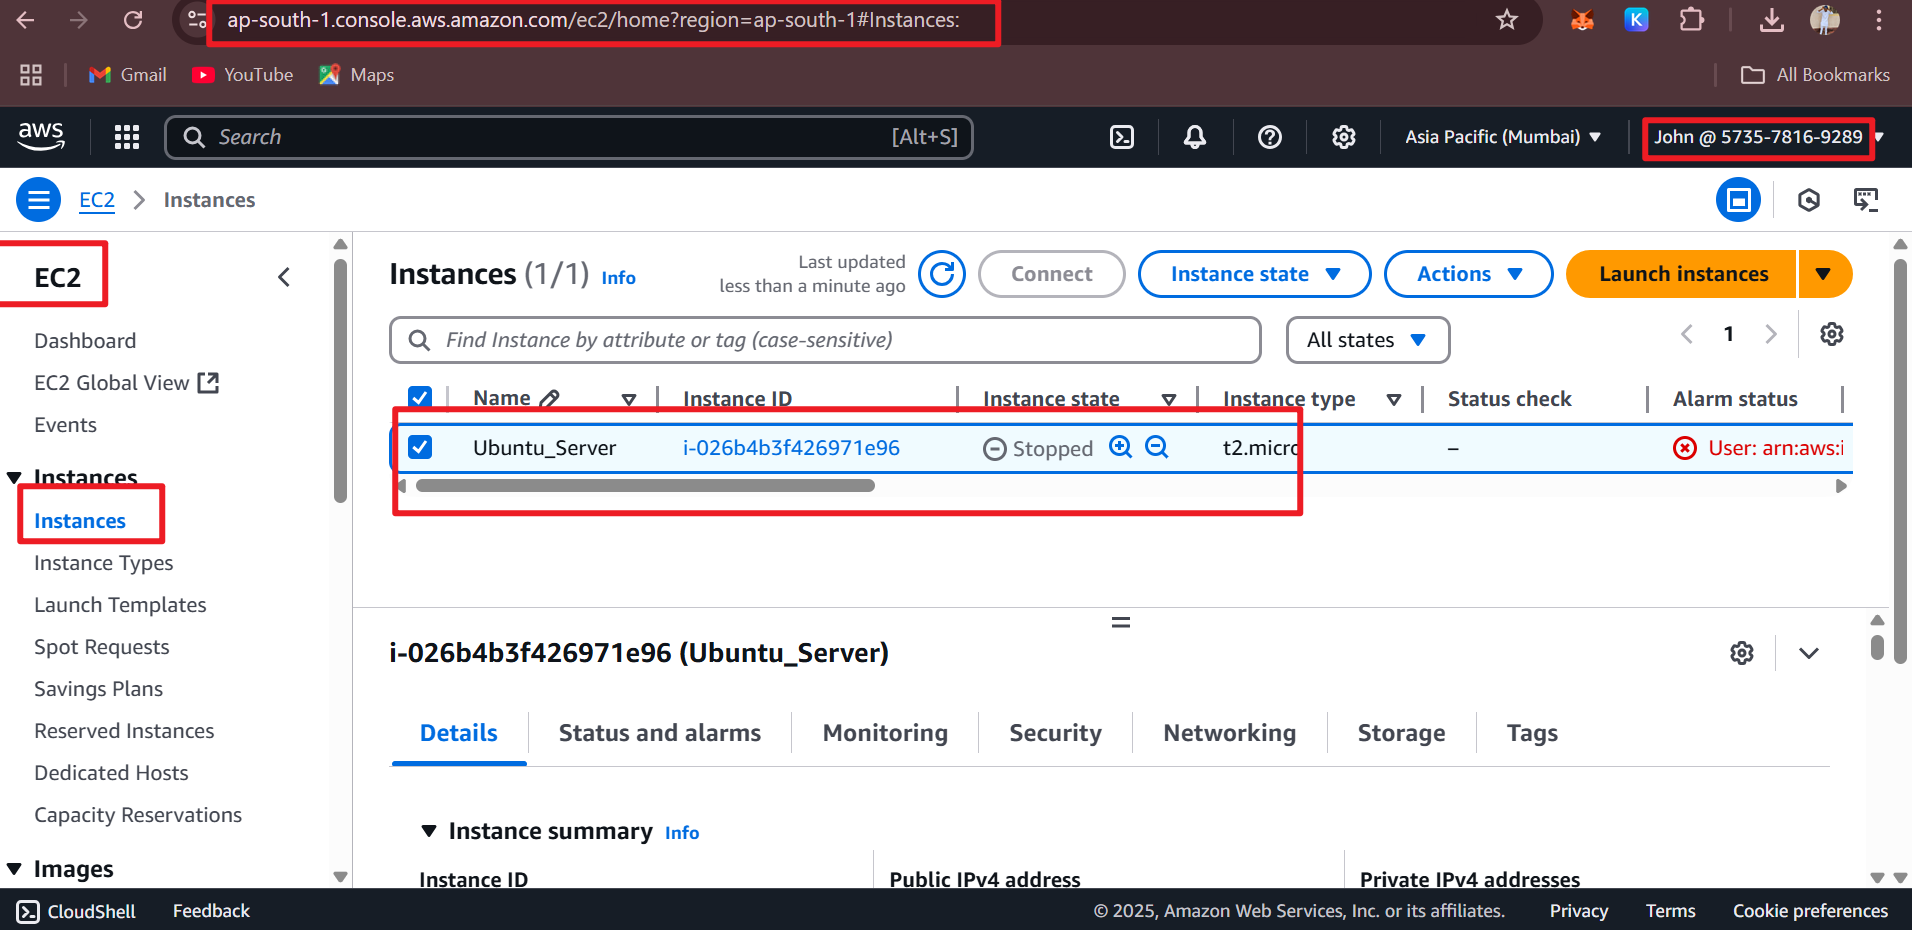 ap-south-1.console.aws.amazon.com/ec2/home?region=ap-south-1#Instances:
K
Gmail
YouTube
Maps
All Bookmarks
aws
Search
[Alt+S]
Asia Pacific (Mumbai)
John @ 5735-7816-9289
EC2
Instances
EC2
Dashboard
EC2 Global View
Events
Instances
Instances
Instance Types
Launch Templates
Spot Requests
Savings Plans
Reserved Instances
Dedicated Hosts
Capacity Reservations
Images
Instances (1/1) Info
Last updated
less than a minute ago
Connect
Instance state
Actions
Launch instances
Find Instance by attribute or tag (case-sensitive)
All states
1
Name
Instance ID
Instance state
Instance type
Status check
Alarm status
Ubuntu_Server
i-026b4b3f426971e96
Stopped
t2.micro
–
User: arn:aws:i
i-026b4b3f426971e96 (Ubuntu_Server)
Details
Status and alarms
Monitoring
Security
Networking
Storage
Tags
Instance summary Info
Instance ID
Public IPv4 address
Private IPv4 addresses
CloudShell
Feedback
© 2025, Amazon Web Services, Inc. or its affiliates.
Privacy
Terms
Cookie preferences